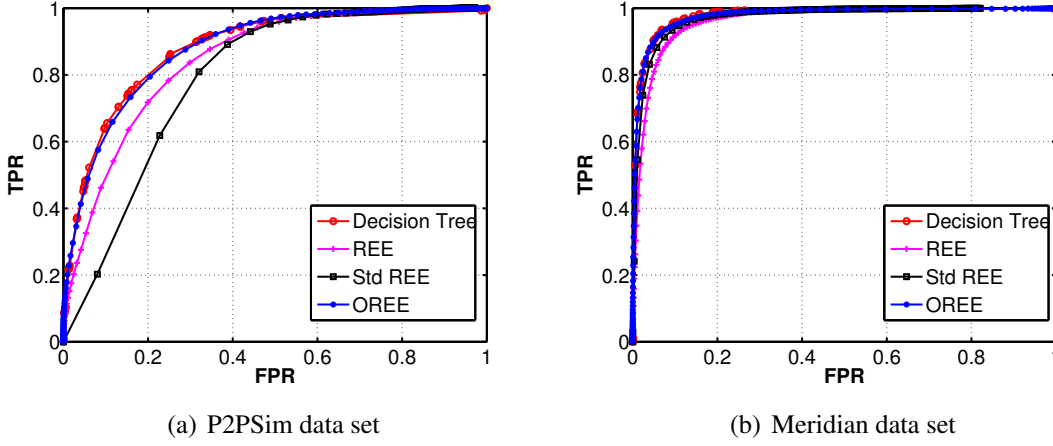 1
0.8
0.6
0.4
0.2
0
TPR
Decision Tree
REE
Std REE
OREE
0 0.2 0.4 0.6 0.8 1
FPR
(a) P2PSim data set
1
0.8
0.6
0.4
0.2
0
TPR
Decision Tree
REE
Std REE
OREE
0 0.2 0.4 0.6 0.8 1
FPR
(b) Meridian data set